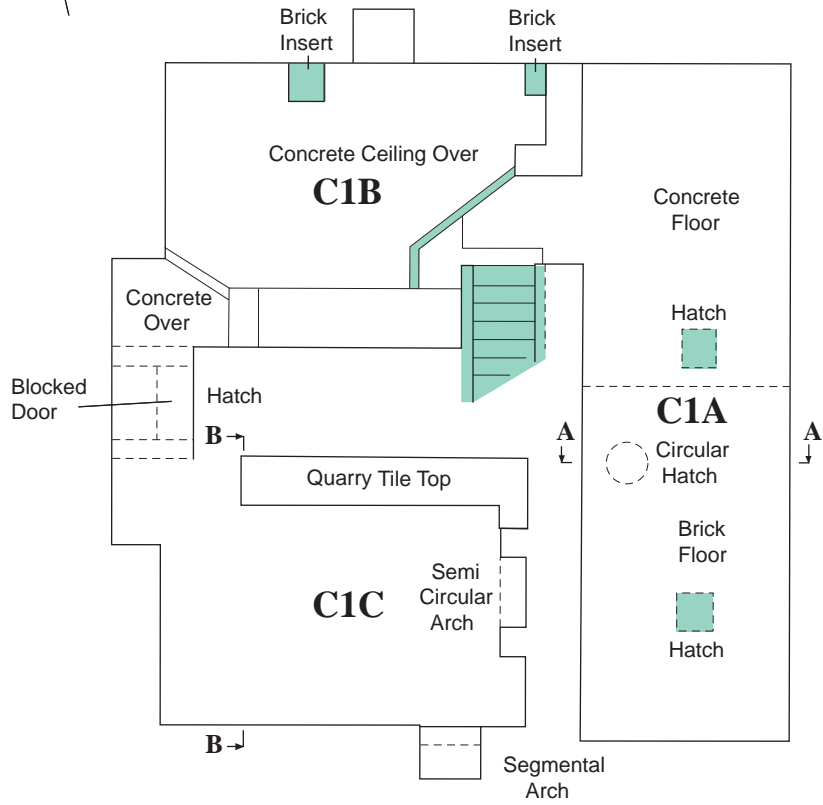 Brick
Insert
Brick
Insert
Concrete Ceiling Over
C1B
Concrete
Floor
Concrete
Over
Hatch
Blocked
Door
Hatch
C1A
B
A
A
Circular
Hatch
Quarry Tile Top
Brick
Floor
Semi
Circular
Arch
C1C
Hatch
B
Segmental
Arch